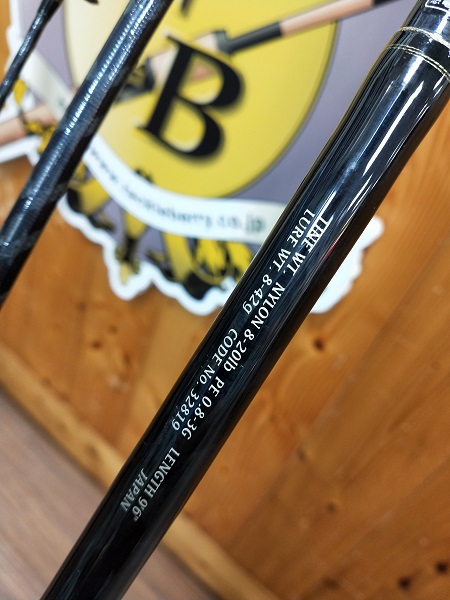 LINE WT. NYLON 8-20lb PE 0.8-3G LENGTH 9'6"
LURE WT. 8-42g CODE No. 32819 JAPAN
B